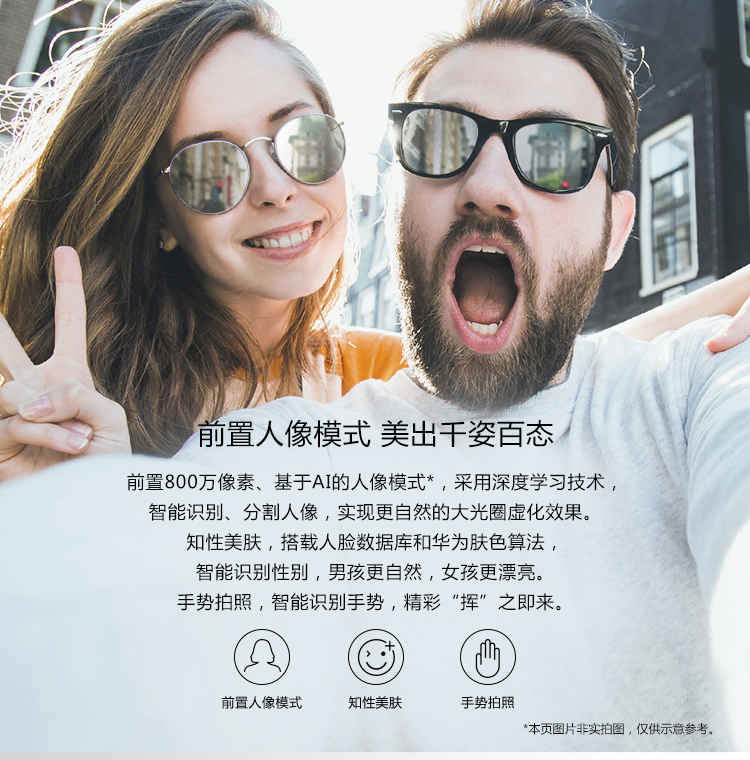 前置人像模式 美出千姿百态
前置800万像素、基于AI的人像模式*，采用深度学习技术，
智能识别、分割人像，实现更自然的大光圈虚化效果。
知性美肤，搭载人脸数据库和华为肤色算法，
智能识别性别，男孩更自然，女孩更漂亮。
手势拍照，智能识别手势，精彩“挥”之即来。
前置人像模式 知性美肤 手势拍照
*本页图片非实拍图，仅供示意参考。